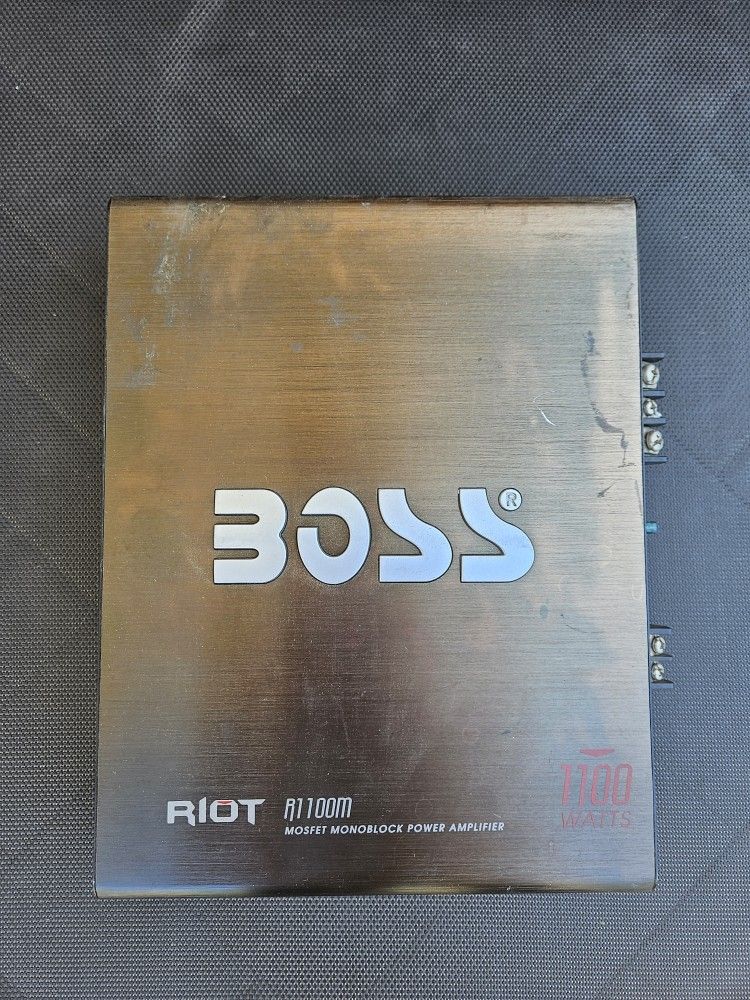 BOSS®
RIOT R1100M
MOSFET MONOBLOCK POWER AMPLIFIER
1100
WATTS